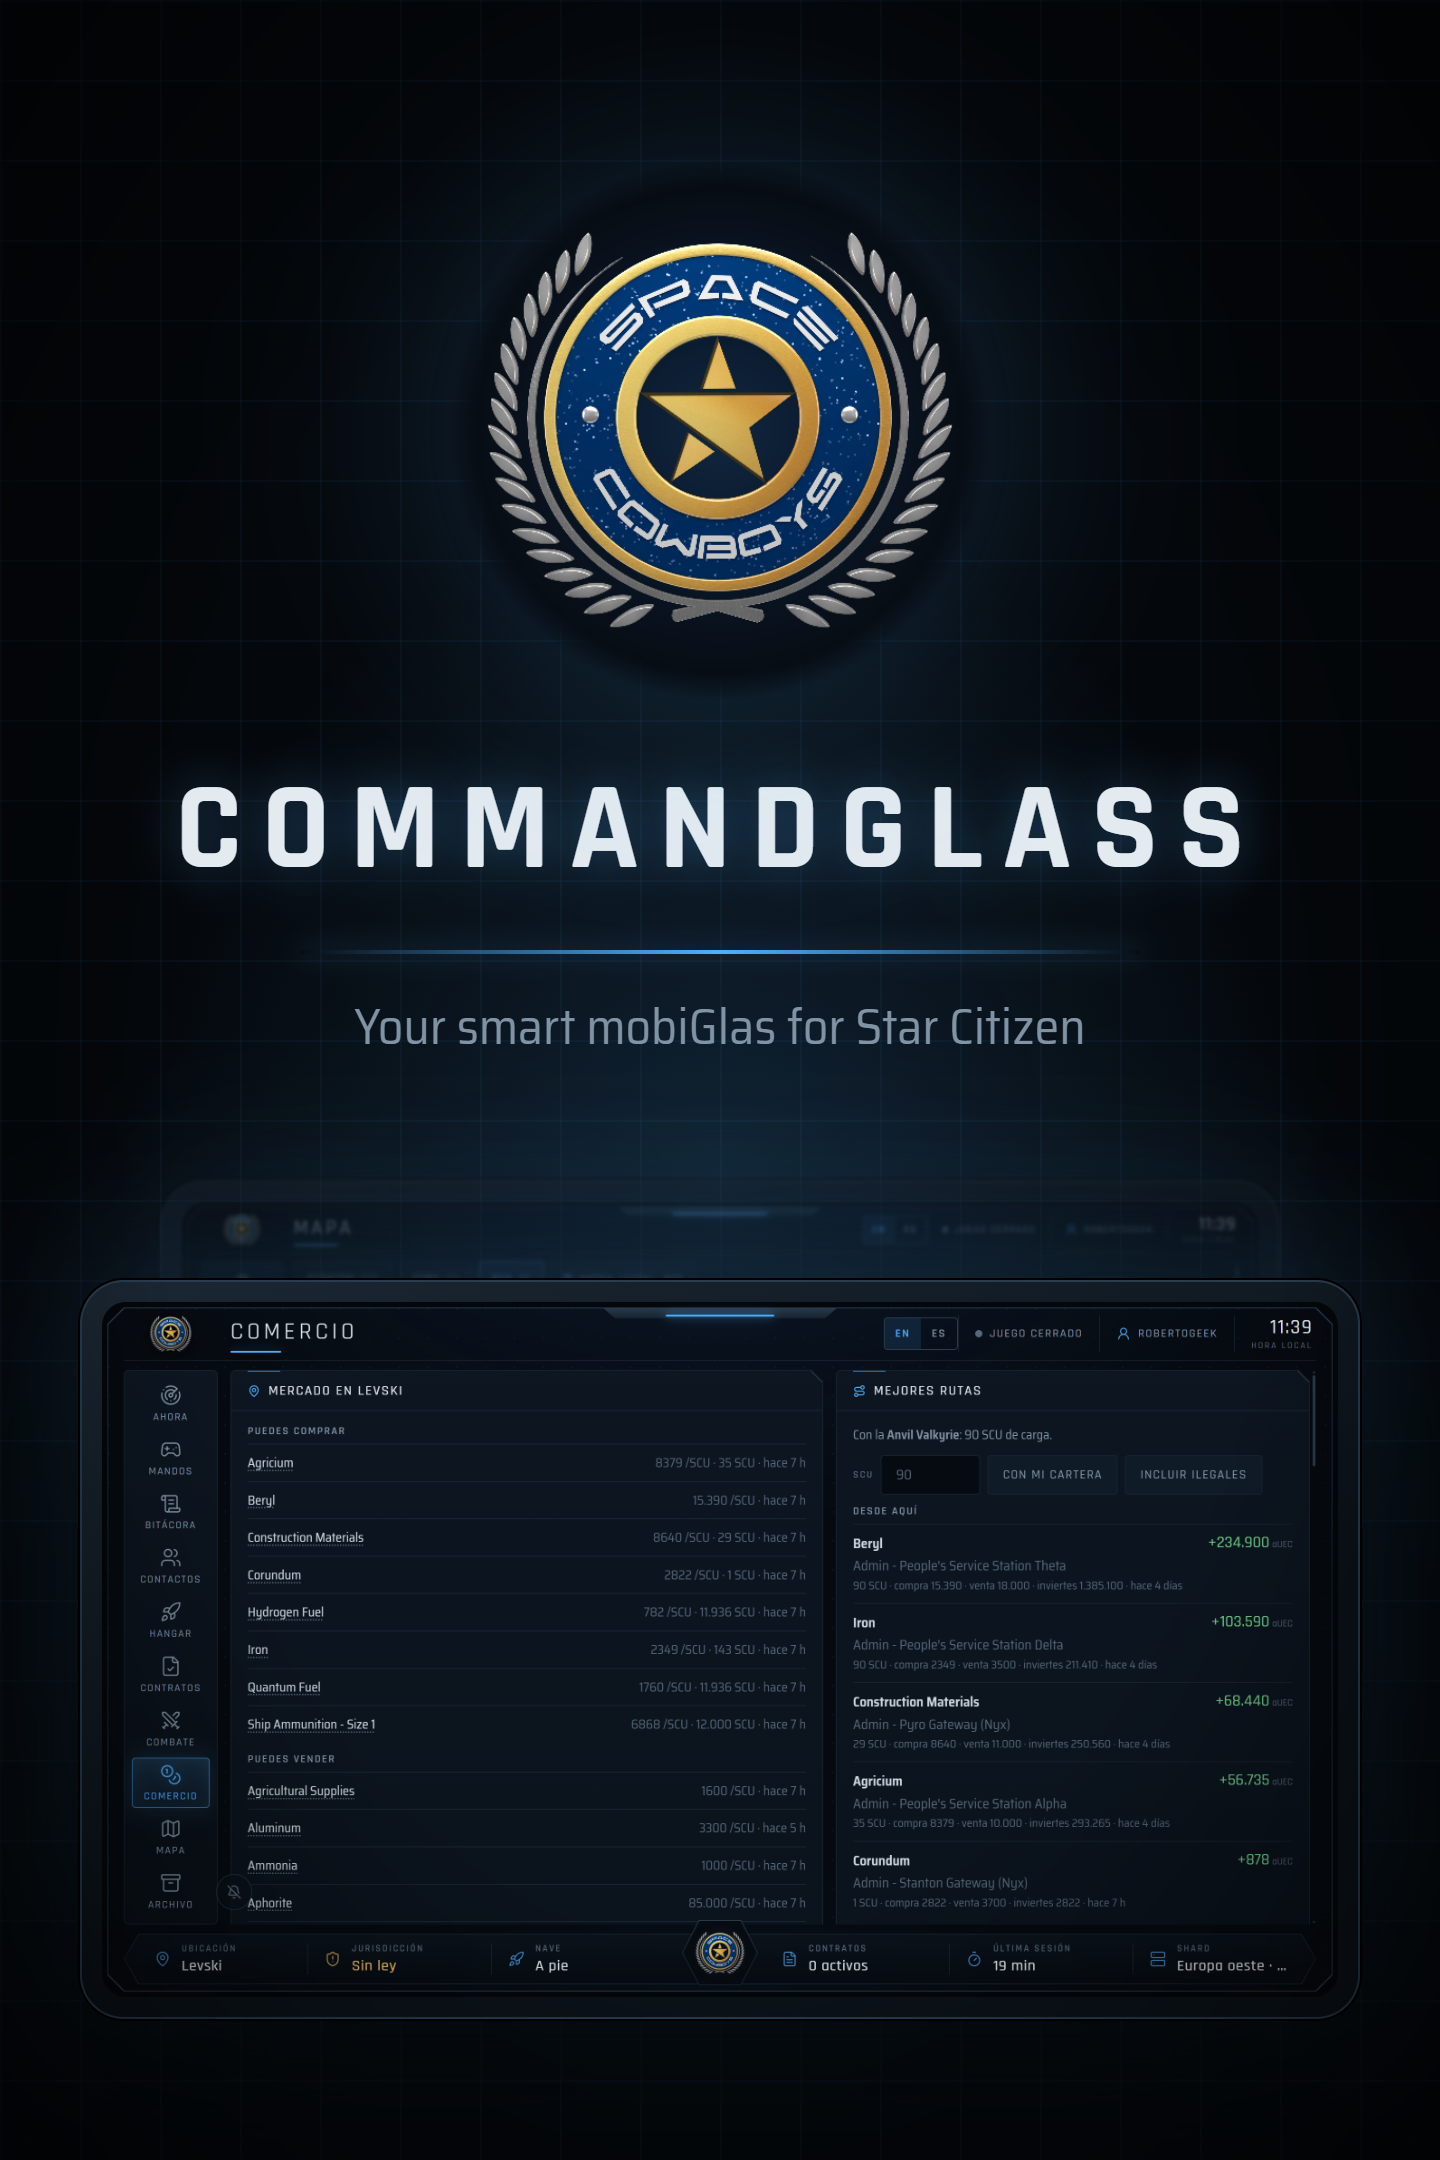 SPACE
COWBOYS
COMMANDGLASS
Your smart mobiGlas for Star Citizen
MAPA
11:39
COMERCIO
EN ES
JUEGO CERRADO
ROBERTOGEEK
11:39
HORA LOCAL
AHORA
MANDOS
BITÁCORA
CONTACTOS
HANGAR
CONTRATOS
COMBATE
COMERCIO
MAPA
ARCHIVO
MERCADO EN LEVSKI
PUEDES COMPRAR
Agricium 8379 /SCU · 35 SCU · hace 7 h
Beryl 15.390 /SCU · hace 7 h
Construction Materials 8640 /SCU · 29 SCU · hace 7 h
Corundum 2822 /SCU · 1 SCU · hace 7 h
Hydrogen Fuel 782 /SCU · 11.936 SCU · hace 7 h
Iron 2349 /SCU · 143 SCU · hace 7 h
Quantum Fuel 1760 /SCU · 11.936 SCU · hace 7 h
Ship Ammunition - Size 1 6868 /SCU · 12.000 SCU · hace 7 h
PUEDES VENDER
Agricultural Supplies 1600 /SCU · hace 7 h
Aluminum 3300 /SCU · hace 5 h
Ammonia 1000 /SCU · hace 7 h
Aphorite 85.000 /SCU · hace 7 h
MEJORES RUTAS
Con la Anvil Valkyrie: 90 SCU de carga.
SCU 90 CON MI CARTERA INCLUIR ILEGALES
DESDE AQUÍ
Beryl +234.900 aUEC
Admin - People's Service Station Theta
90 SCU · compra 15.390 · venta 18.000 · inviertes 1.385.100 · hace 4 días
Iron +103.590 aUEC
Admin - People's Service Station Delta
90 SCU · compra 2349 · venta 3500 · inviertes 211.410 · hace 4 días
Construction Materials +68.440 aUEC
Admin - Pyro Gateway (Nyx)
29 SCU · compra 8640 · venta 11.000 · inviertes 250.560 · hace 4 días
Agricium +56.735 aUEC
Admin - People's Service Station Alpha
35 SCU · compra 8379 · venta 10.000 · inviertes 293.265 · hace 4 días
Corundum +878 aUEC
Admin - Stanton Gateway (Nyx)
1 SCU · compra 2822 · venta 3700 · inviertes 2822 · hace 7 h
UBICACIÓN
Levski
JURISDICCIÓN
Sin ley
NAVE
A pie
CONTRATOS
0 activos
ÚLTIMA SESIÓN
19 min
SHARD
Europa oeste · ...